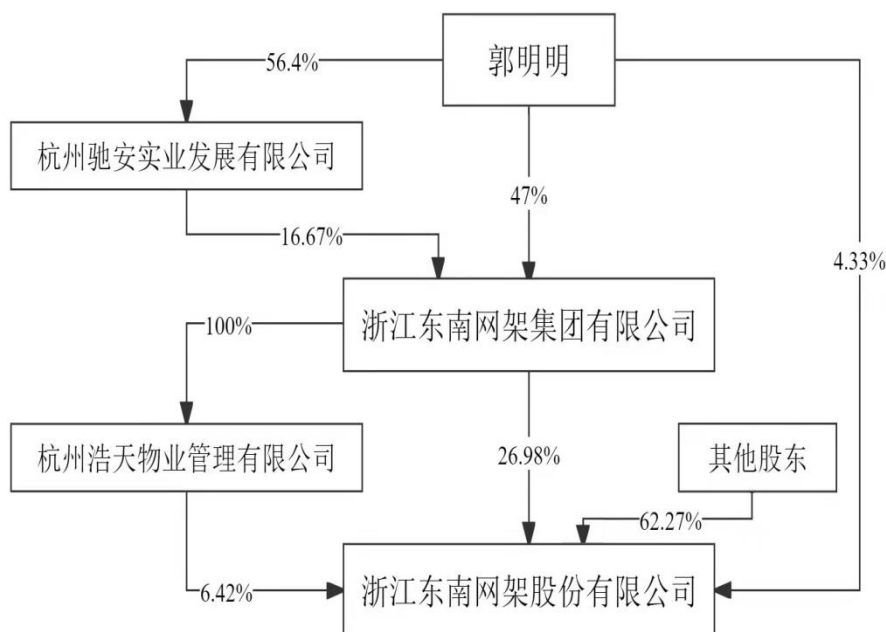 郭明明
56.4%
杭州驰安实业发展有限公司
47%
16.67%
4.33%
浙江东南网架集团有限公司
100%
杭州浩天物业管理有限公司
26.98%
其他股东
62.27%
6.42%
浙江东南网架股份有限公司